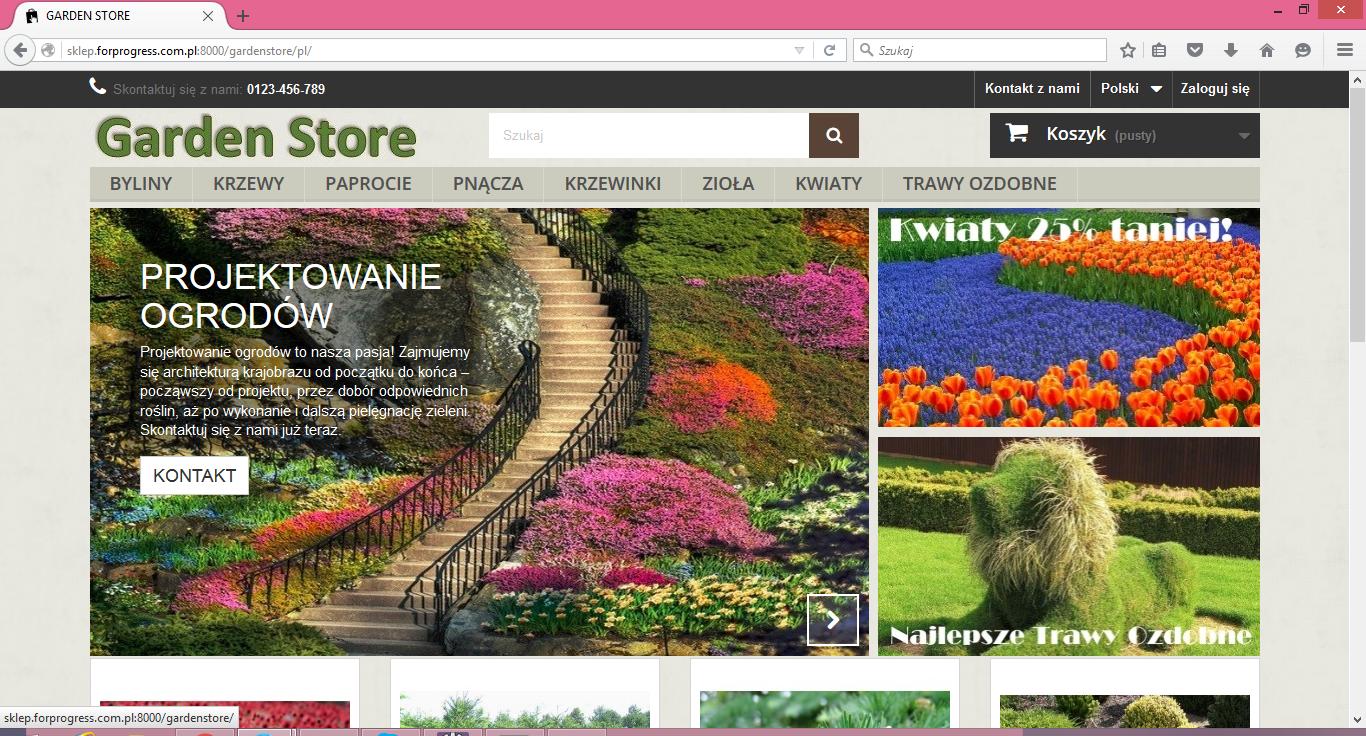 GARDEN STORE
sklep.forprogress.com.pl:8000/gardenstore/pl/
Szukaj
Skontaktuj się z nami: 0123-456-789
Kontakt z nami
Polski
Zaloguj się
Garden Store
Szukaj
Koszyk (pusty)
BYLINY
KRZEWY
PAPROCIE
PNĄCZA
KRZEWINKI
ZIOŁA
KWIATY
TRAWY OZDOBNE
PROJEKTOWANIE
OGRODÓW
Projektowanie ogrodów to nasza pasja! Zajmujemy
się architekturą krajobrazu od początku do końca –
począwszy od projektu, przez dobór odpowiednich
roślin, aż po wykonanie i dalszą pielęgnację zieleni.
Skontaktuj się z nami już teraz.
KONTAKT
Kwiaty 25% taniej!
Najlepsze Trawy Ozdobne
sklep.forprogress.com.pl:8000/gardenstore/